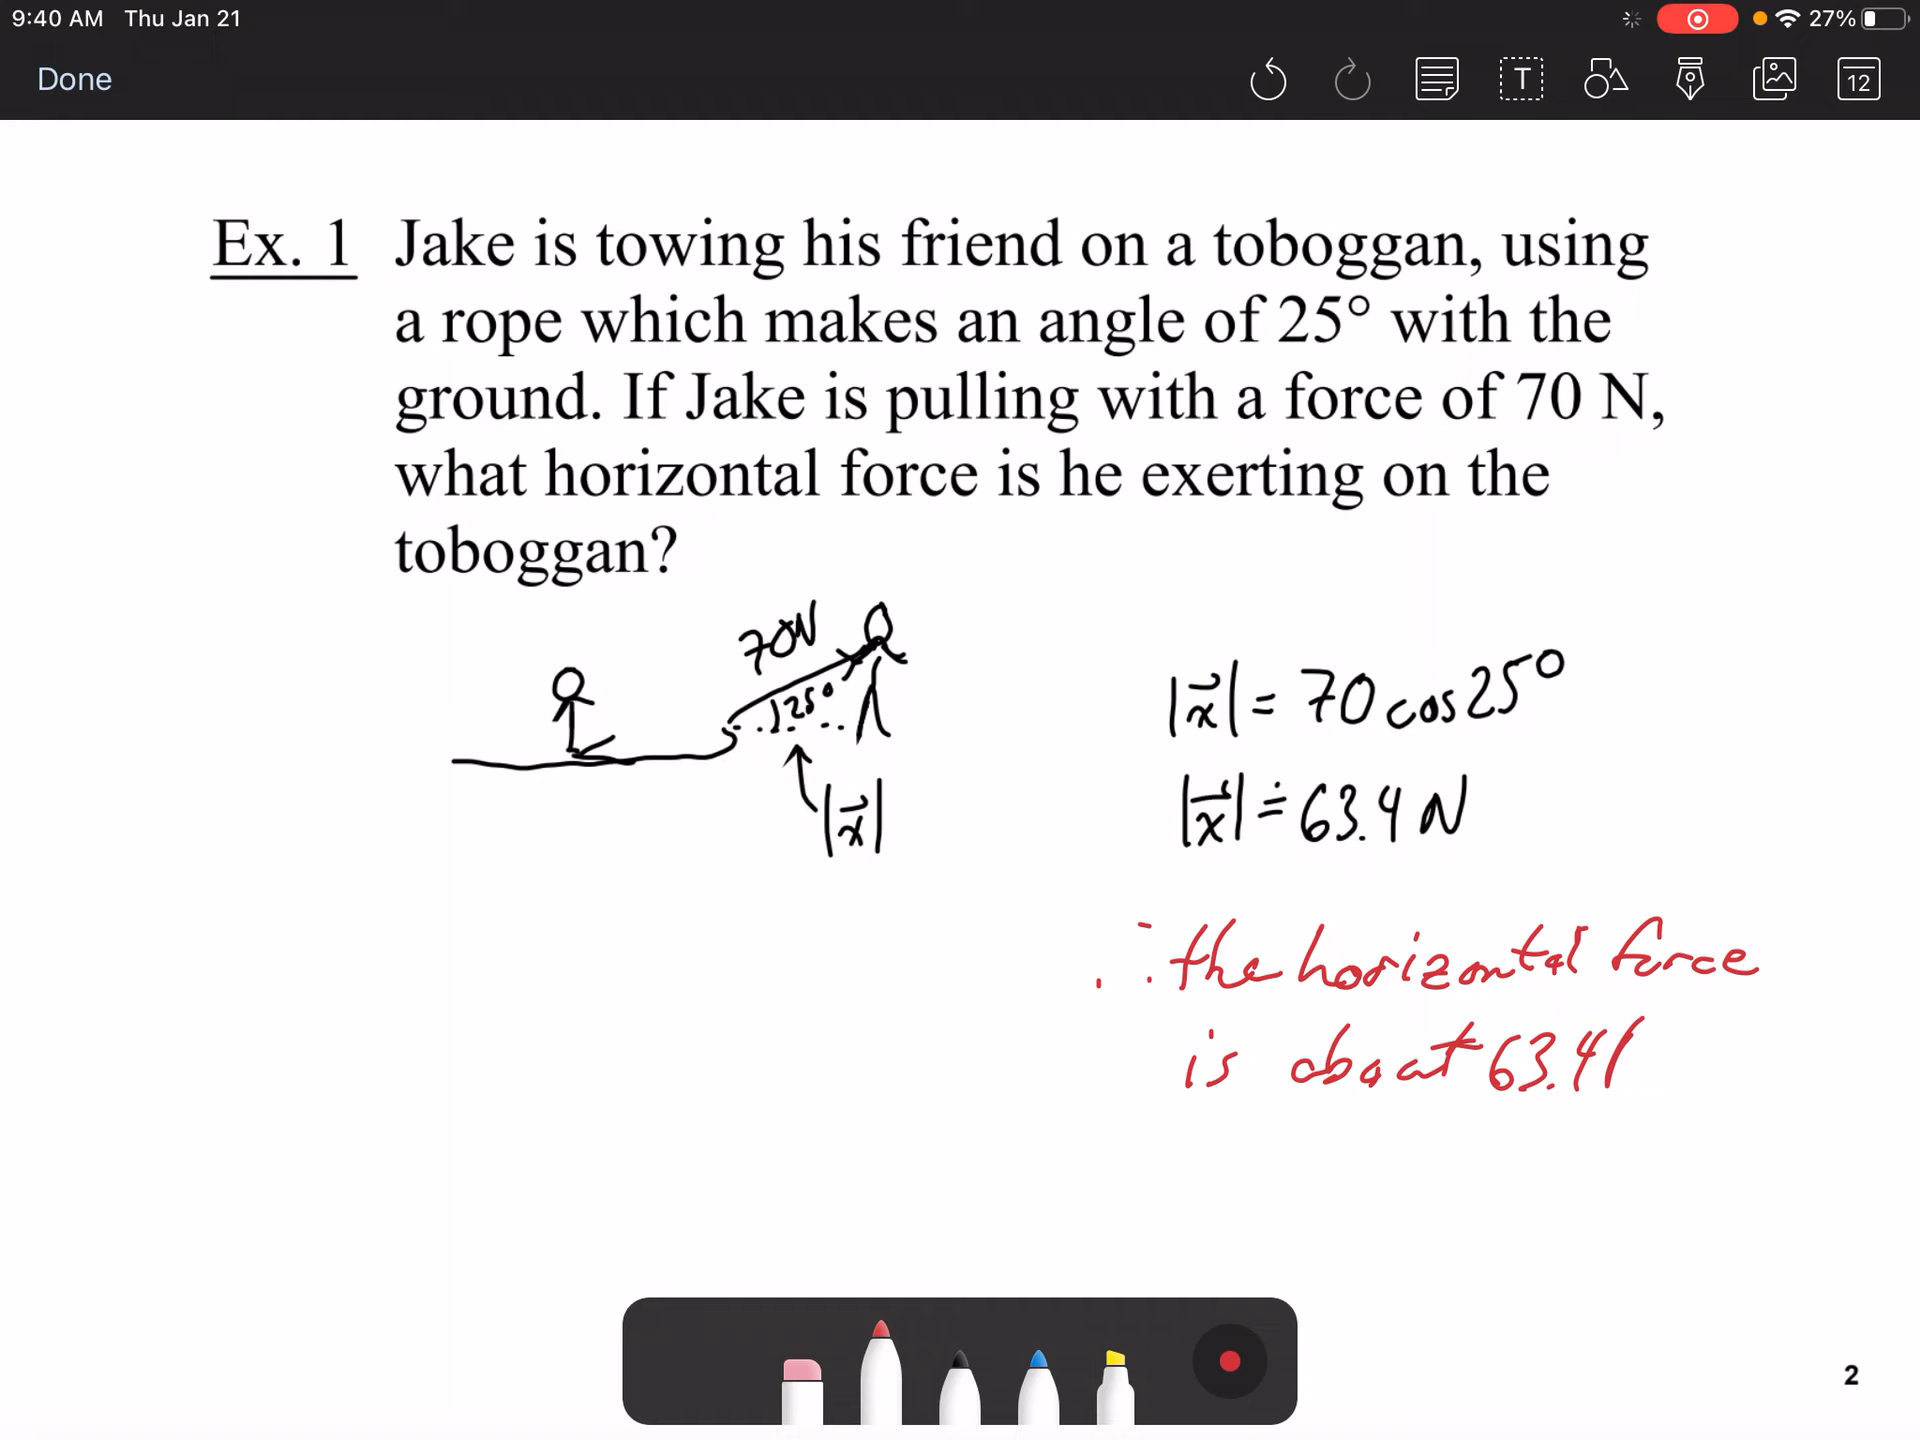 9:40 AM Thu Jan 21
27%
Done
T
12
Ex. 1 Jake is towing his friend on a toboggan, using
a rope which makes an angle of 25° with the
ground. If Jake is pulling with a force of 70 N,
what horizontal force is he exerting on the
toboggan?
70N
25°
|x⃗|
|x⃗| = 70 cos25°
|x⃗| ≐ 63.4 N
∴ the horizontal force
is about 63.4
2